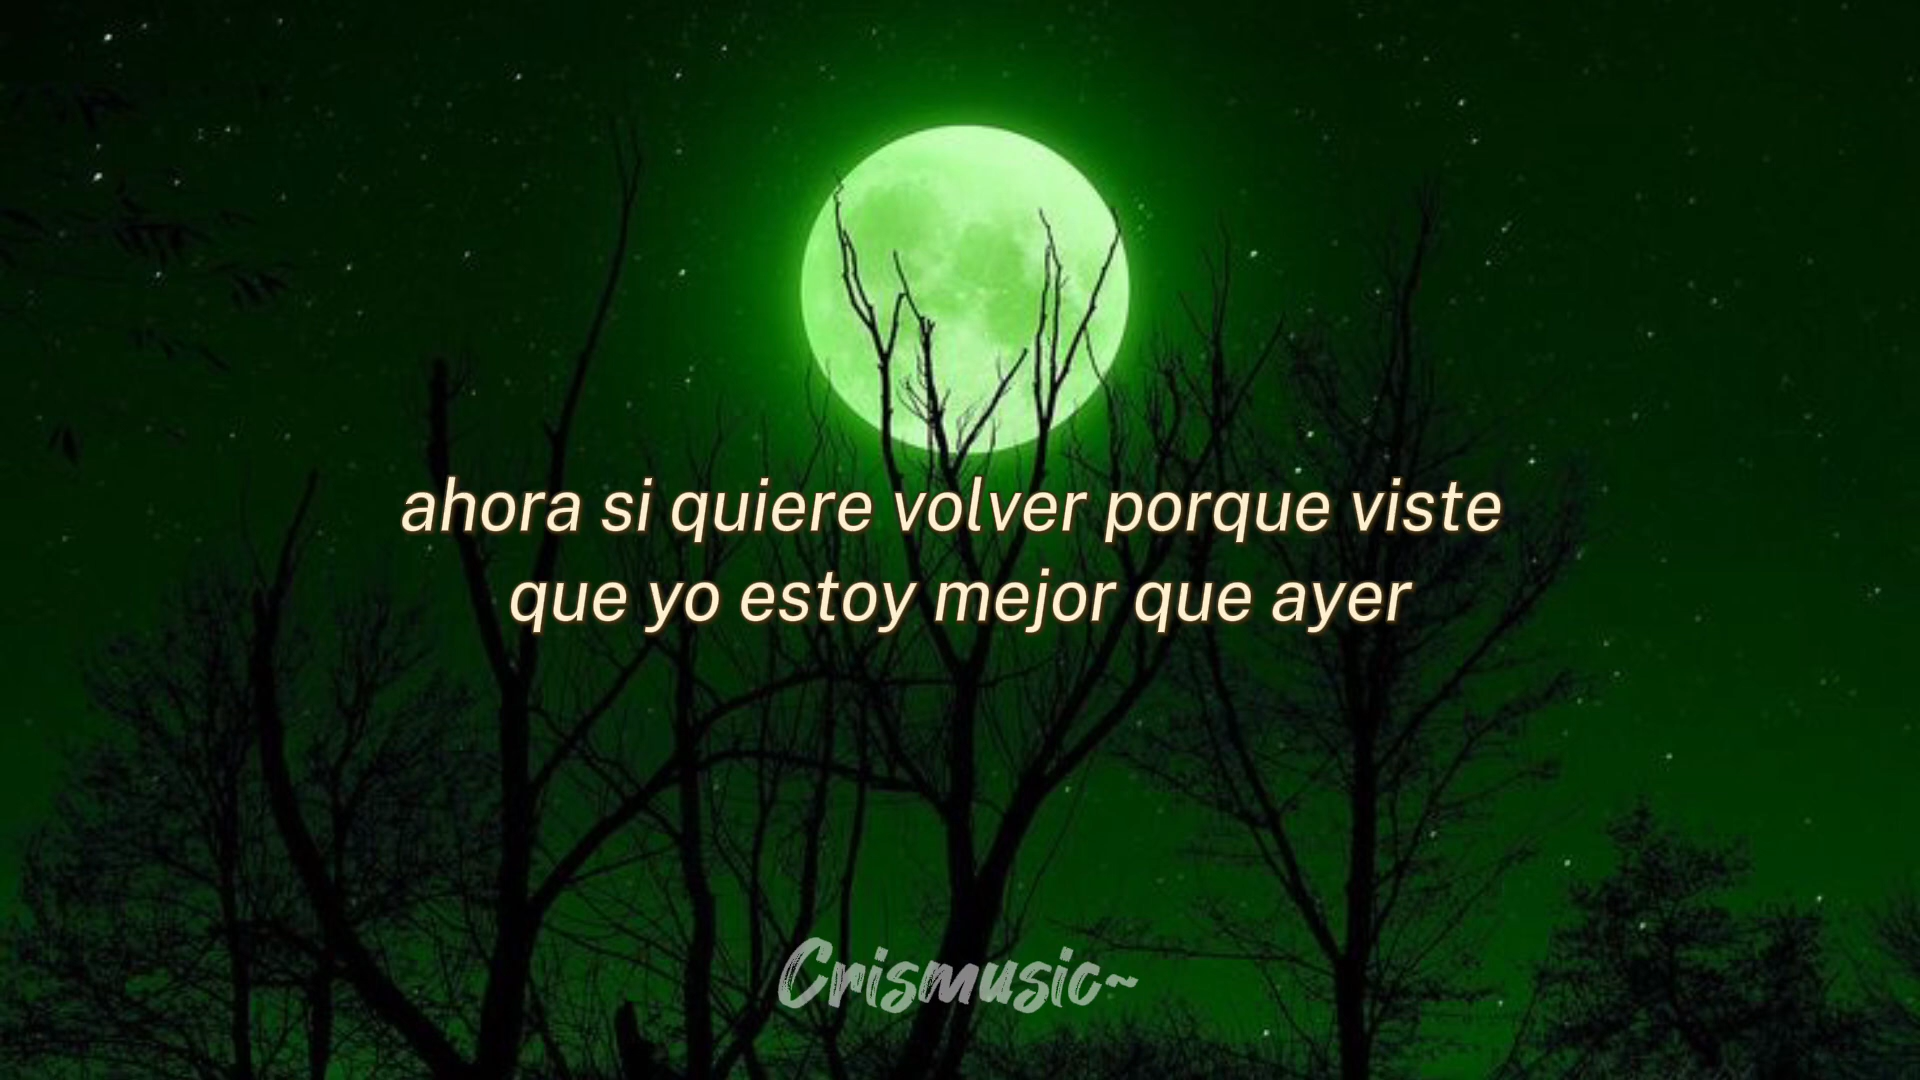 ahora si quiere volver porque viste
que yo estoy mejor que ayer
Crismusic~